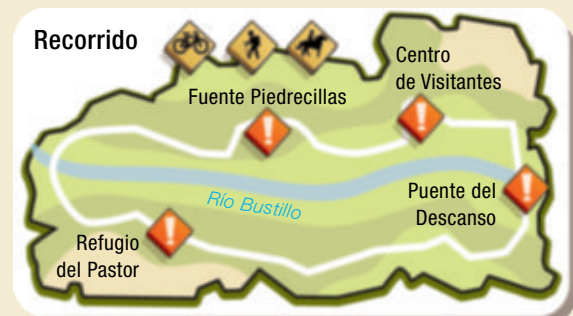 Recorrido
Centro
de Visitantes
Fuente Piedrecillas
Río Bustillo
Puente del
Descanso
Refugio
del Pastor